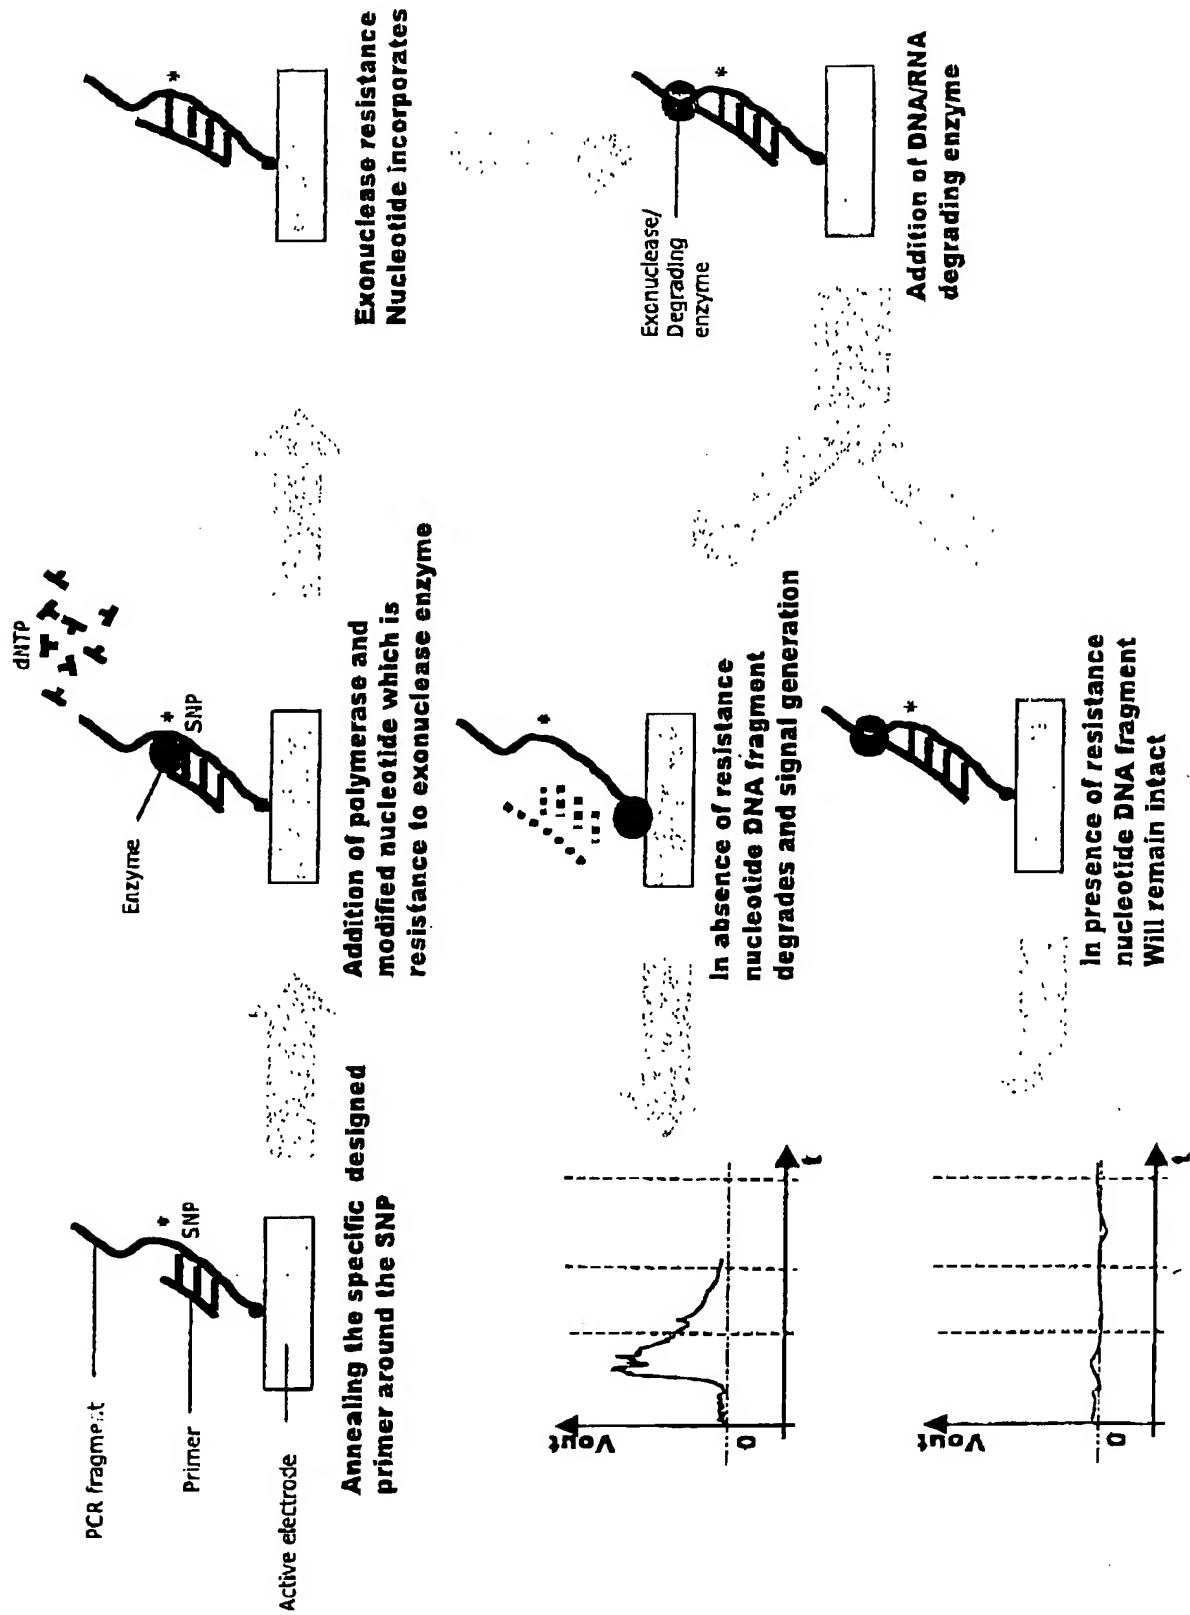 PCR fragment
Primer
Active electrode
*
SNP
Annealing the specific designed
primer around the SNP
dNTP
Enzyme
*
SNP
Addition of polymerase and
modified nucleotide which is
resistance to exonuclease enzyme
*
Exonuclease resistance
Nucleotide incorporates
Exonuclease/
Degrading
enzyme
*
Addition of DNA/RNA
degrading enzyme
*
In absence of resistance
nucleotide DNA fragment
degrades and signal generation
Vout
0
t
*
In presence of resistance
nucleotide DNA fragment
Will remain intact
Vout
0
t